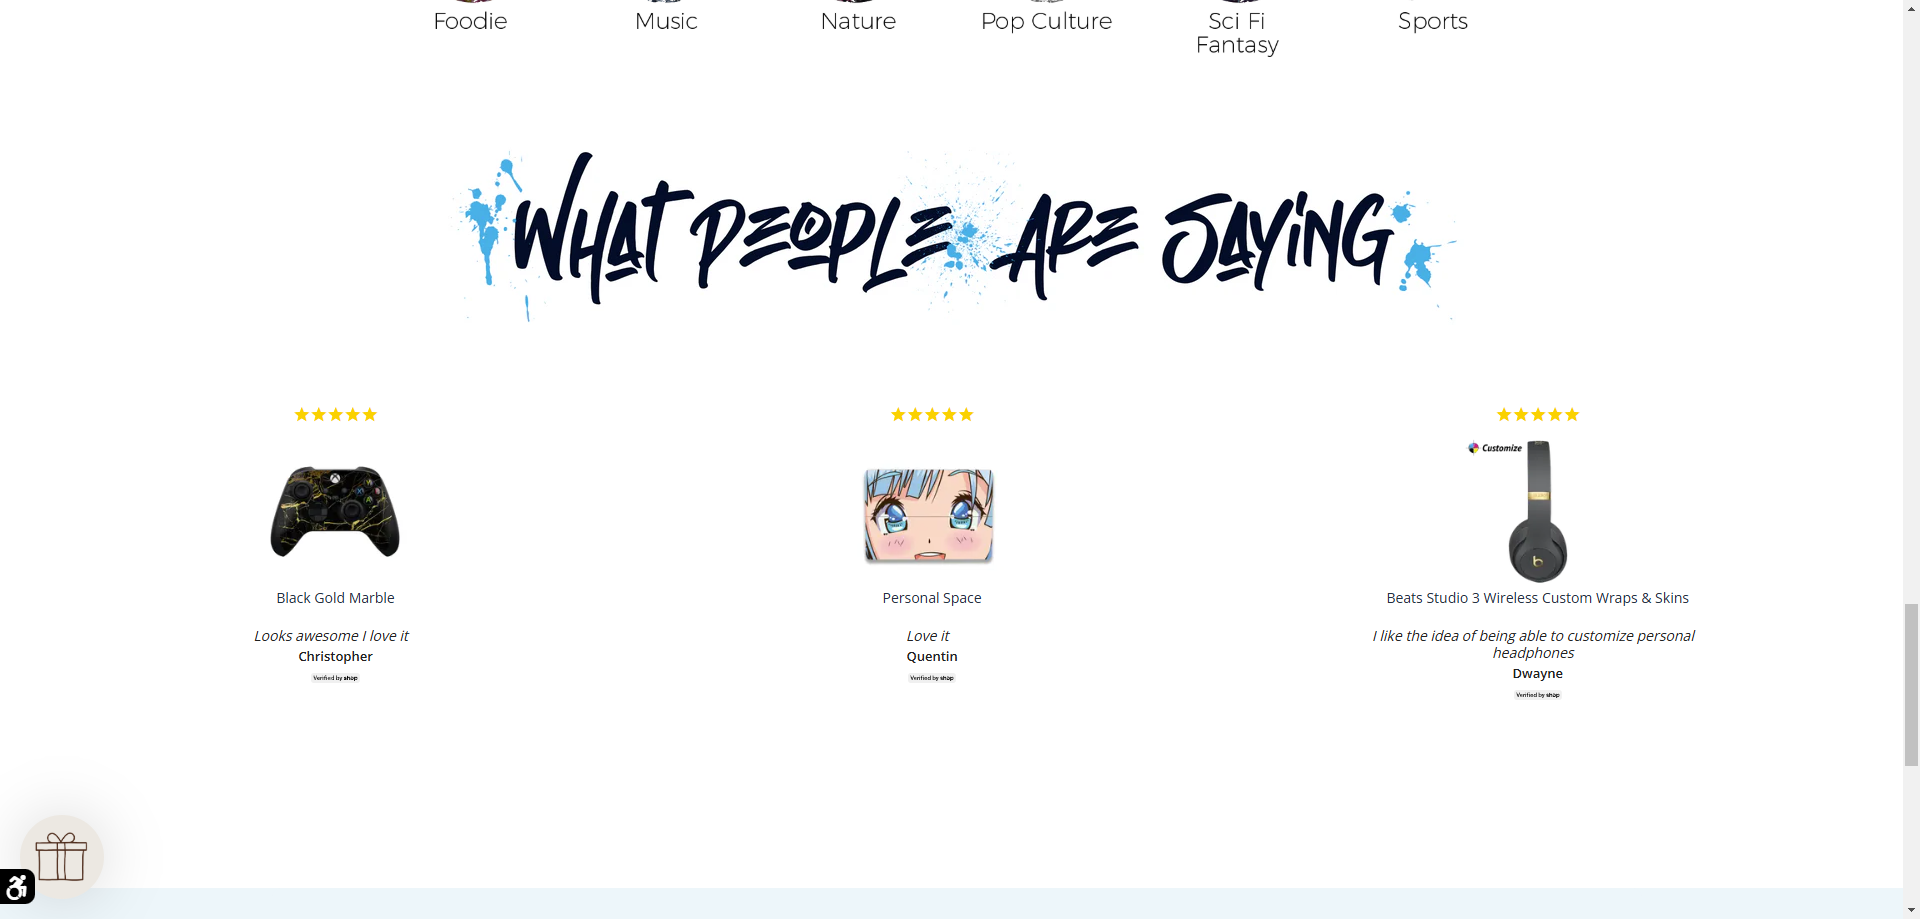 Foodie
Music
Nature
Pop Culture
Sci Fi
Fantasy
Sports
WHAT PEOPLE ARE SAYING
Customize
Black Gold Marble
Personal Space
Beats Studio 3 Wireless Custom Wraps & Skins
Looks awesome I love it
Christopher
Verified by shop
Love it
Quentin
Verified by shop
I like the idea of being able to customize personal
headphones
Dwayne
Verified by shop